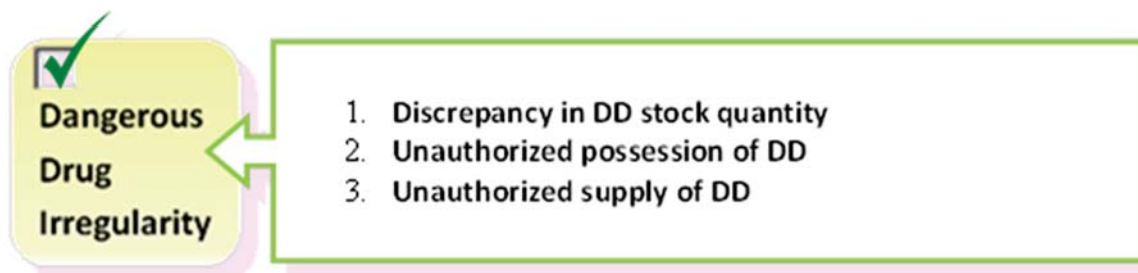 Dangerous
Drug
Irregularity
1. Discrepancy in DD stock quantity
2. Unauthorized possession of DD
3. Unauthorized supply of DD